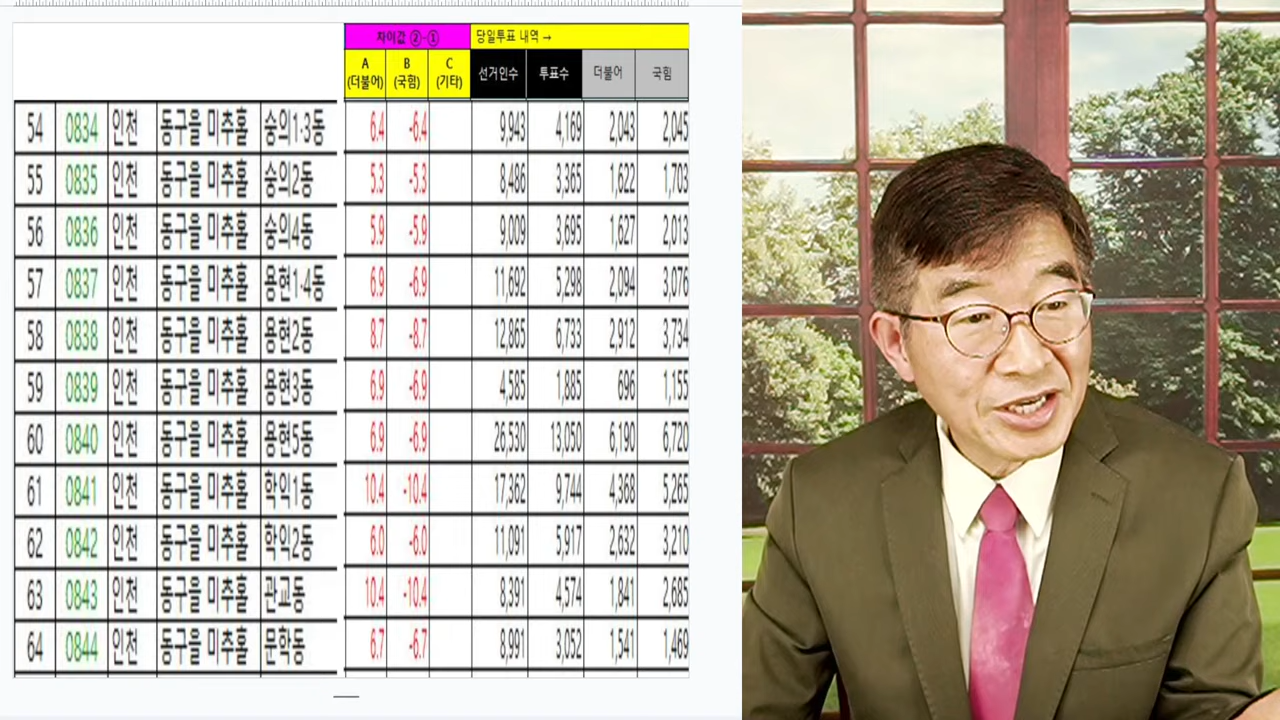 차이값 ②-① 당일투표 내역 →
A (더불어) B (국힘) C (기타) 선거인수 투표수 더불어 국힘
54 0834 인천 동구을 미추홀 숭의1·3동 6.4 -6.4 9,943 4,169 2,043 2,045
55 0835 인천 동구을 미추홀 숭의2동 5.3 -5.3 8,486 3,365 1,622 1,703
56 0836 인천 동구을 미추홀 숭의4동 5.9 -5.9 9,009 3,695 1,627 2,013
57 0837 인천 동구을 미추홀 용현1·4동 6.9 -6.9 11,692 5,298 2,094 3,076
58 0838 인천 동구을 미추홀 용현2동 8.7 -8.7 12,865 6,733 2,912 3,734
59 0839 인천 동구을 미추홀 용현3동 6.9 -6.9 4,585 1,885 696 1,155
60 0840 인천 동구을 미추홀 용현5동 6.9 -6.9 26,530 13,050 6,190 6,720
61 0841 인천 동구을 미추홀 학익1동 10.4 -10.4 17,362 9,744 4,368 5,265
62 0842 인천 동구을 미추홀 학익2동 6.0 -6.0 11,091 5,917 2,632 3,210
63 0843 인천 동구을 미추홀 관교동 10.4 -10.4 8,391 4,574 1,841 2,685
64 0844 인천 동구을 미추홀 문학동 6.7 -6.7 8,991 3,052 1,541 1,469